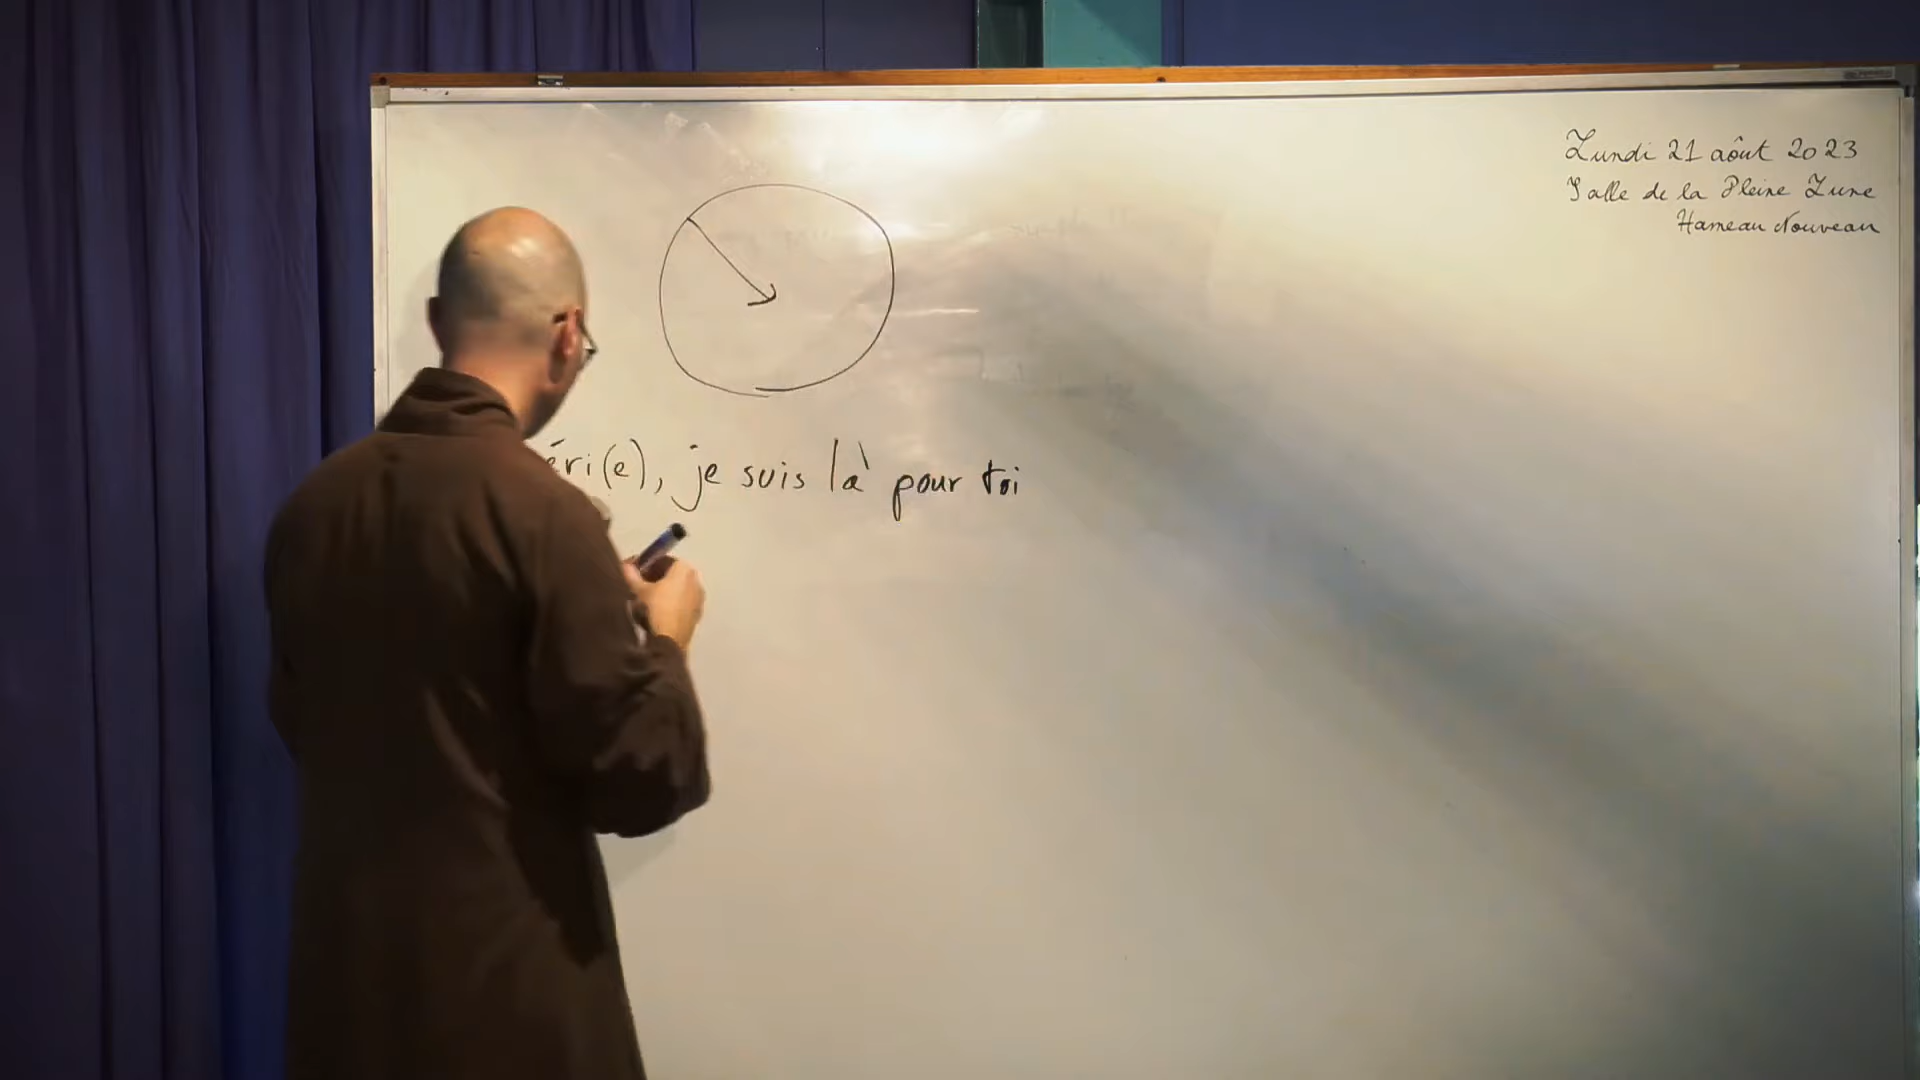 Lundi 21 août 2023
Salle de la Pleine Lune
Hameau Nouveau
éri(e), je suis là pour toi